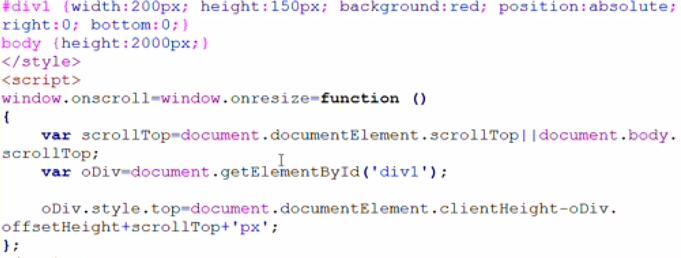 #div1 {width:200px; height:150px; background:red; position:absolute;
right:0; bottom:0;}
body {height:2000px;}
</style>
<script>
window.onscroll=window.onresize=function ()
{
    var scrollTop=document.documentElement.scrollTop||document.body.
scrollTop;
    var oDiv=document.getElementById('div1');

    oDiv.style.top=document.documentElement.clientHeight-oDiv.
offsetHeight+scrollTop+'px';
};